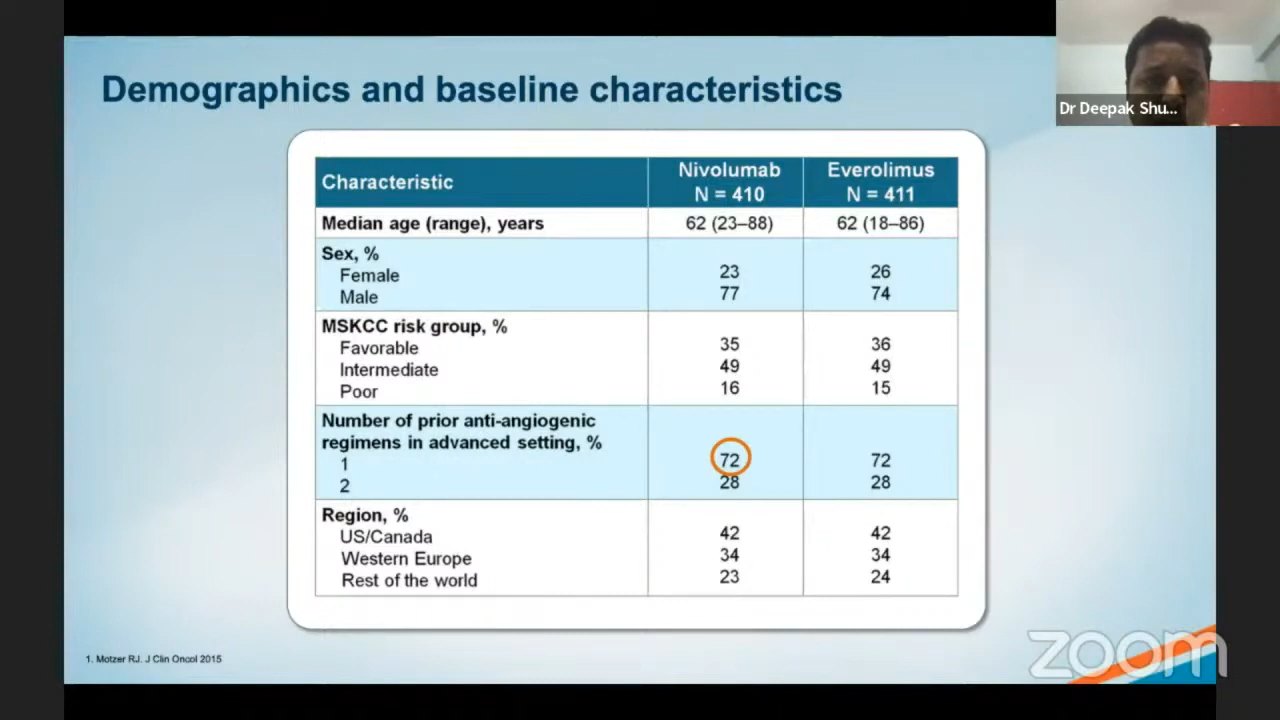 Demographics and baseline characteristics
Dr Deepak Shu...
Characteristic Nivolumab N = 410 Everolimus N = 411
Median age (range), years 62 (23–88) 62 (18–86)
Sex, %
Female 23 26
Male 77 74
MSKCC risk group, %
Favorable 35 36
Intermediate 49 49
Poor 16 15
Number of prior anti-angiogenic
regimens in advanced setting, %
1 72 72
2 28 28
Region, %
US/Canada 42 42
Western Europe 34 34
Rest of the world 23 24
1. Motzer RJ. J Clin Oncol 2015
zoom